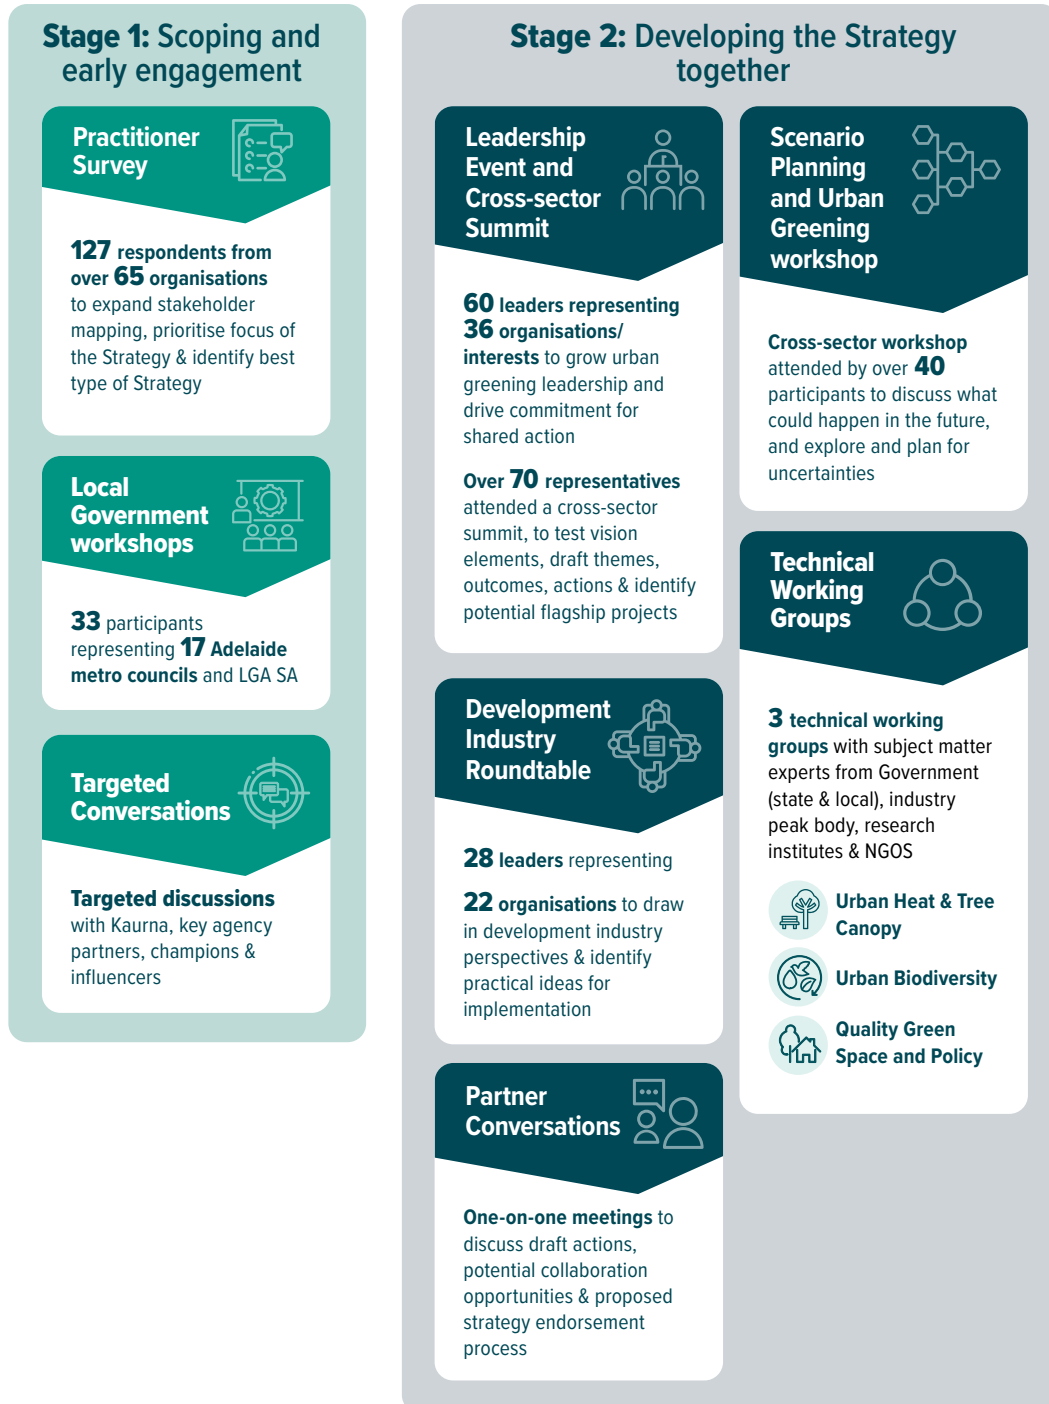 Stage 1: Scoping and
early engagement
Practitioner
Survey
127 respondents from
over 65 organisations
to expand stakeholder
mapping, prioritise focus of
the Strategy & identify best
type of Strategy
Local
Government
workshops
33 participants
representing 17 Adelaide
metro councils and LGA SA
Targeted
Conversations
Targeted discussions
with Kaurna, key agency
partners, champions &
influencers
Stage 2: Developing the Strategy
together
Leadership
Event and
Cross-sector
Summit
60 leaders representing
36 organisations/
interests to grow urban
greening leadership and
drive commitment for
shared action
Over 70 representatives
attended a cross-sector
summit, to test vision
elements, draft themes,
outcomes, actions & identify
potential flagship projects
Development
Industry
Roundtable
28 leaders representing
22 organisations to draw
in development industry
perspectives & identify
practical ideas for
implementation
Partner
Conversations
One-on-one meetings to
discuss draft actions,
potential collaboration
opportunities & proposed
strategy endorsement
process
Scenario
Planning
and Urban
Greening
workshop
Cross-sector workshop
attended by over 40
participants to discuss what
could happen in the future,
and explore and plan for
uncertainties
Technical
Working
Groups
3 technical working
groups with subject matter
experts from Government
(state & local), industry
peak body, research
institutes & NGOS
Urban Heat & Tree
Canopy
Urban Biodiversity
Quality Green
Space and Policy